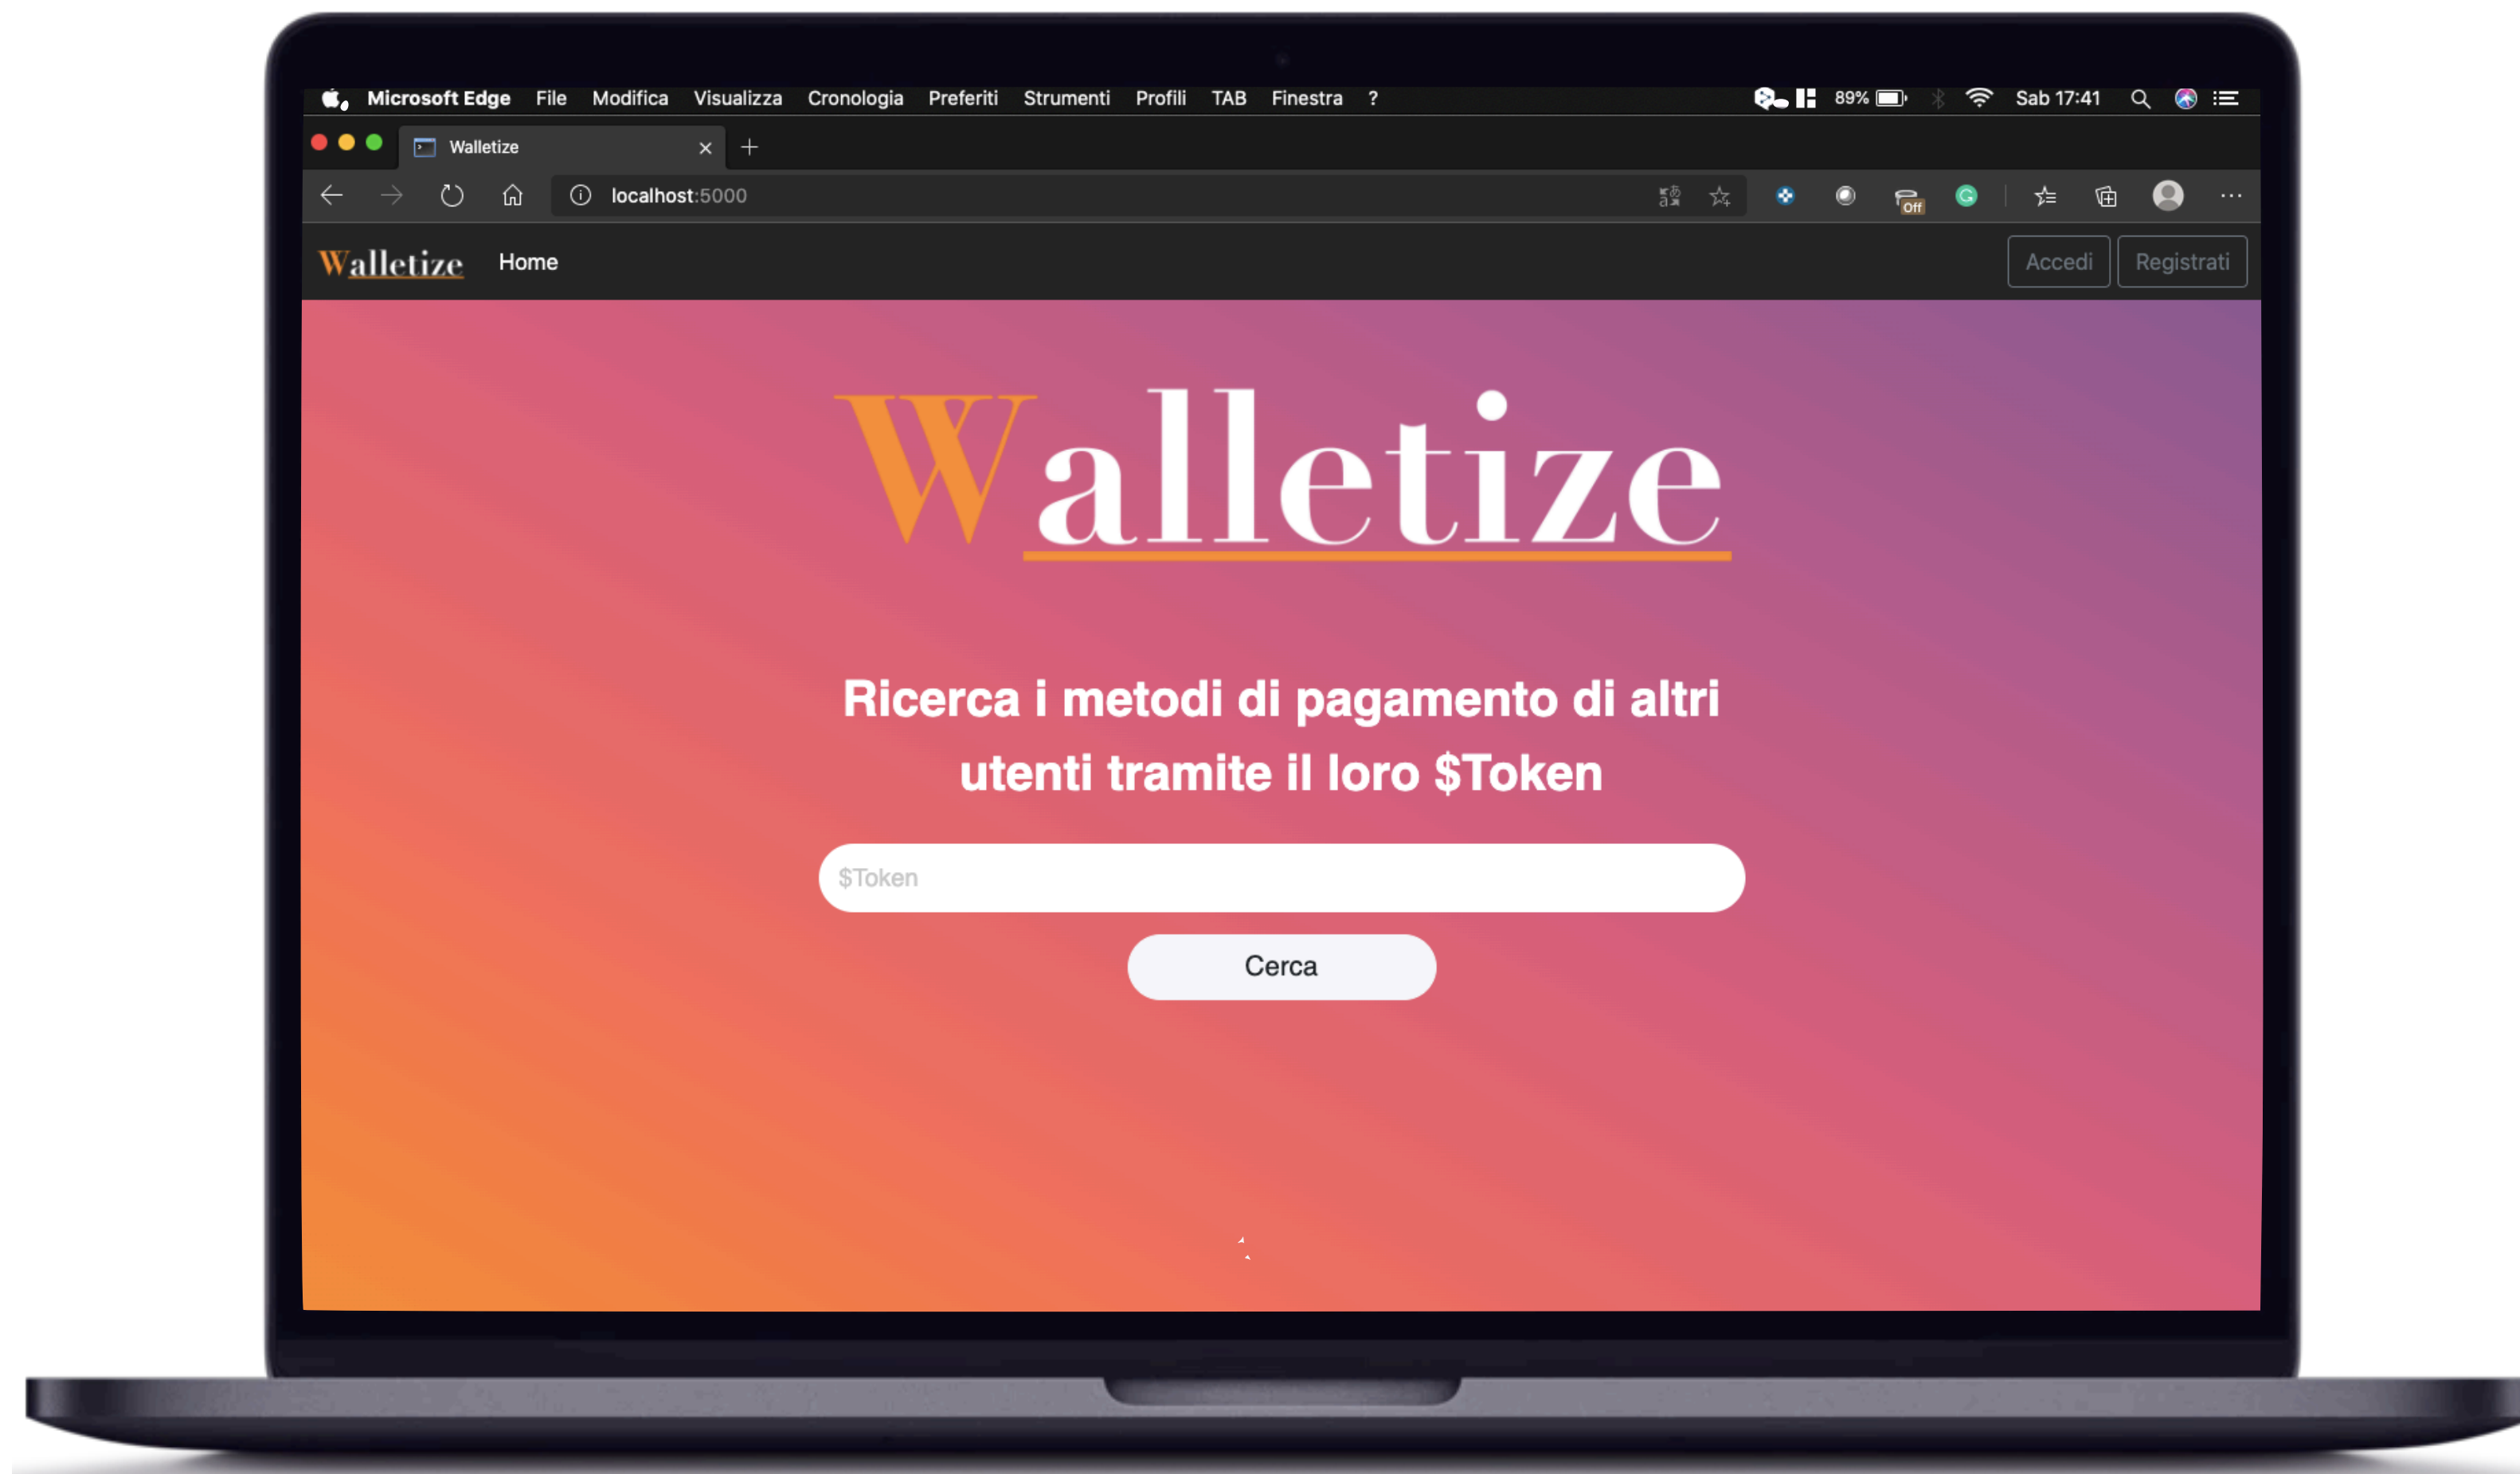 Microsoft Edge File Modifica Visualizza Cronologia Preferiti Strumenti Profili TAB Finestra ? 89% Sab 17:41
Walletize
localhost:5000
Off
Walletize Home Accedi Registrati
Walletize
Ricerca i metodi di pagamento di altri
utenti tramite il loro $Token
$Token
Cerca